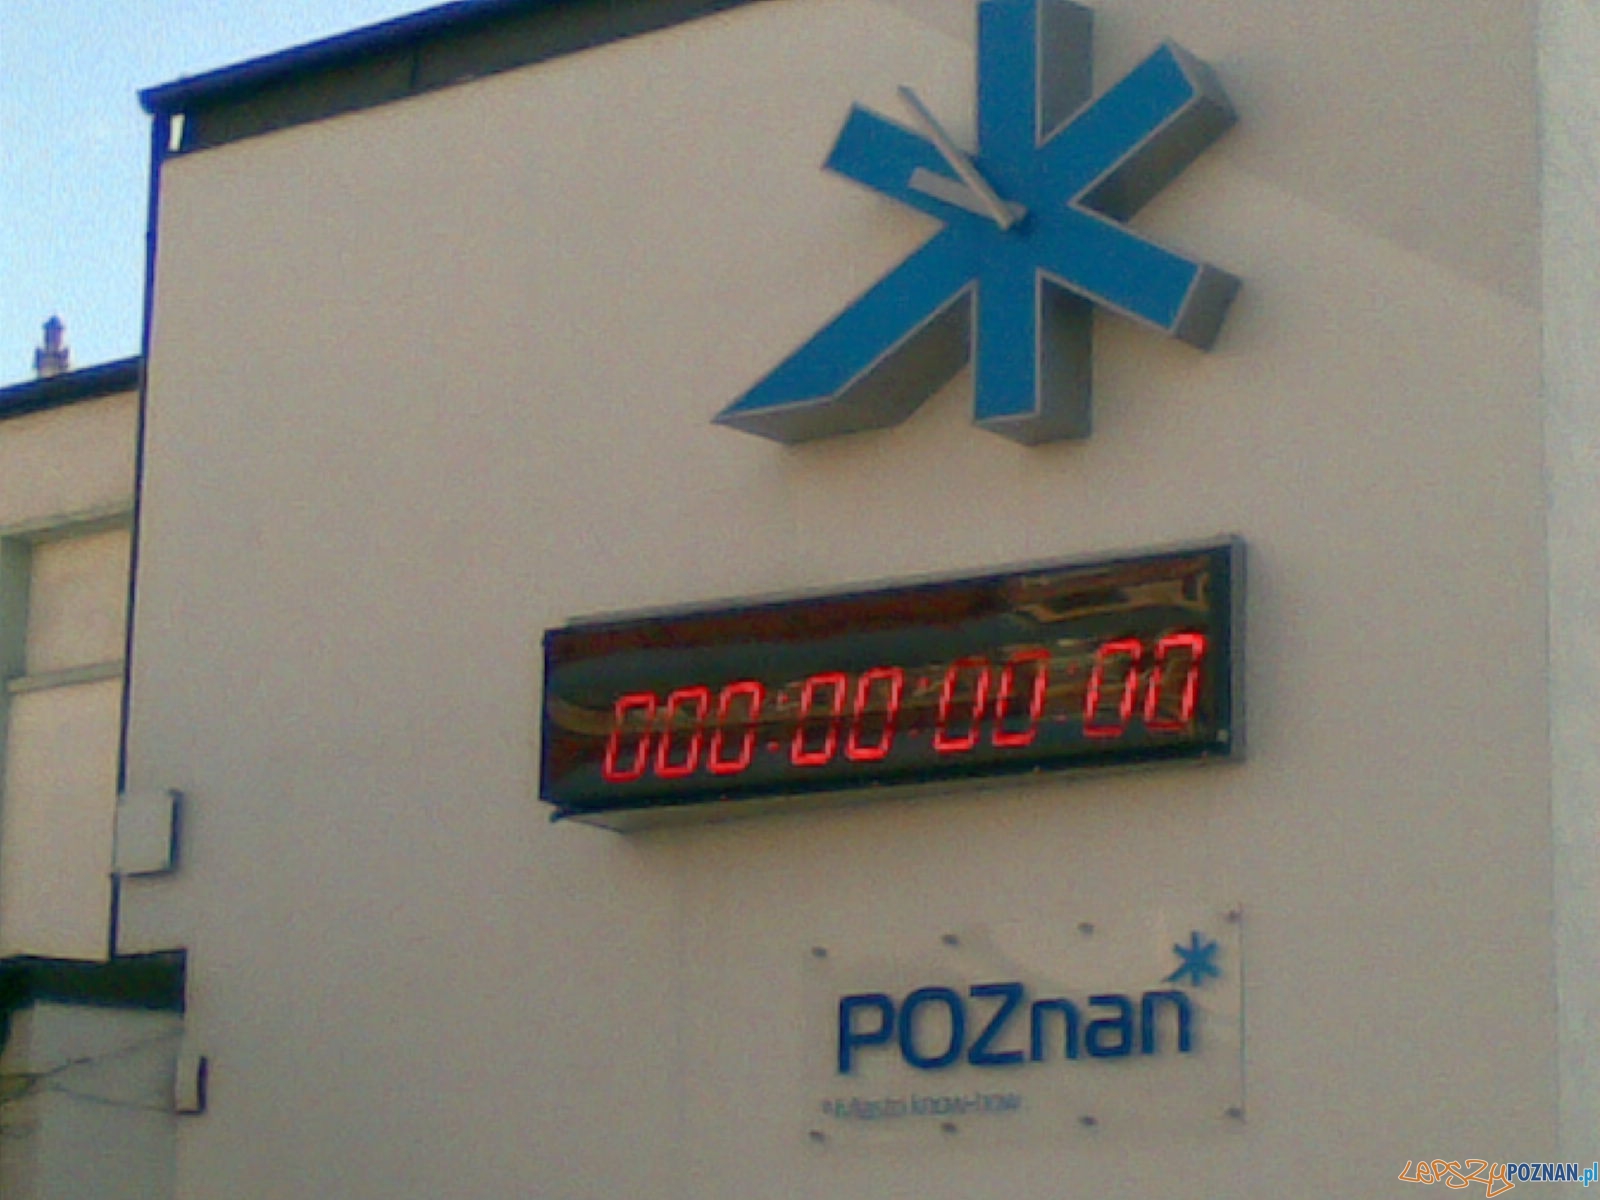 000:00:00:00
POZnan*
*Miasto know-how
LEPSZYPOZNAN.pl